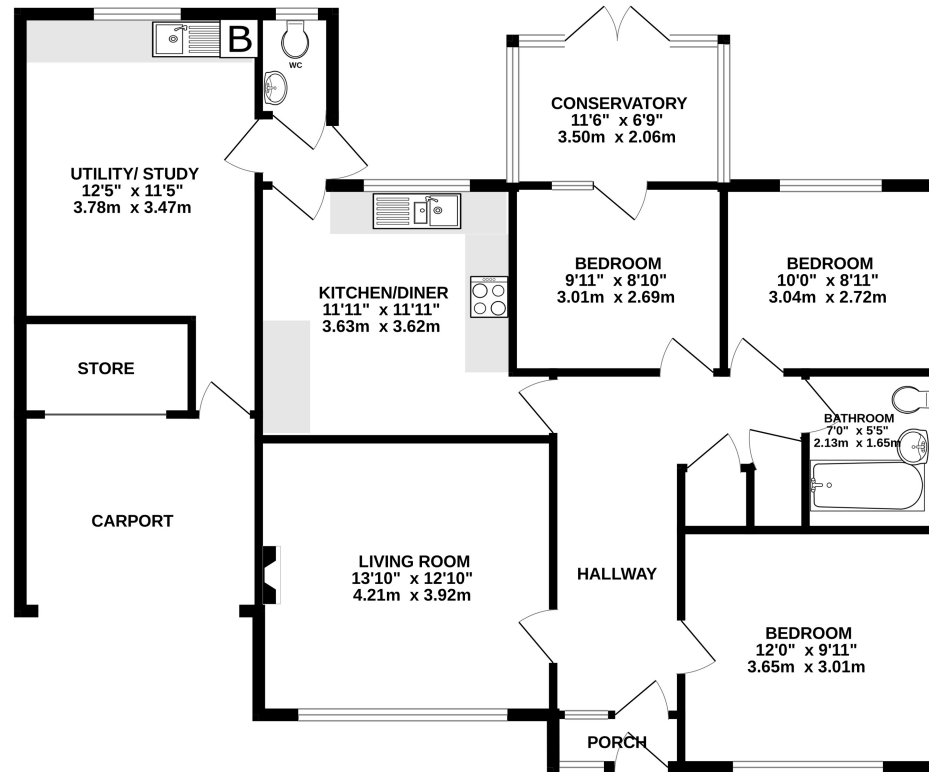 B
WC
CONSERVATORY
11'6" x 6'9"
3.50m x 2.06m
UTILITY/ STUDY
12'5" x 11'5"
3.78m x 3.47m
BEDROOM
9'11" x 8'10"
3.01m x 2.69m
BEDROOM
10'0" x 8'11"
3.04m x 2.72m
KITCHEN/DINER
11'11" x 11'11"
3.63m x 3.62m
STORE
BATHROOM
7'0" x 5'5"
2.13m x 1.65m
CARPORT
LIVING ROOM
13'10" x 12'10"
4.21m x 3.92m
HALLWAY
BEDROOM
12'0" x 9'11"
3.65m x 3.01m
PORCH